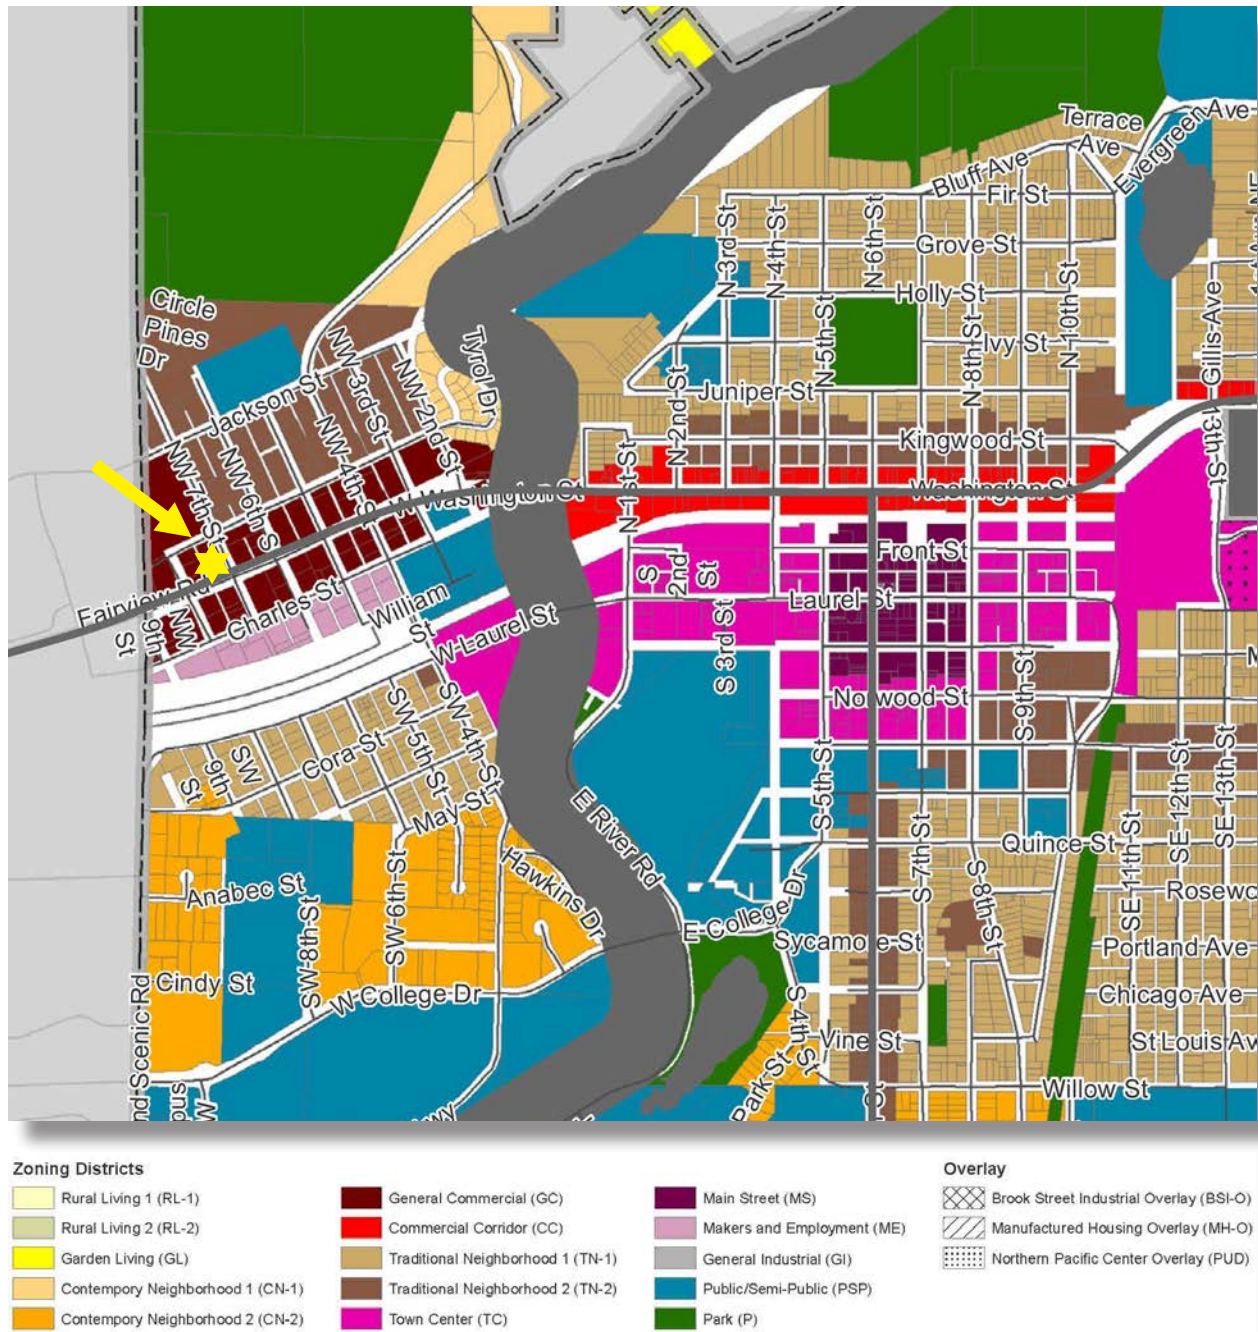 Terrace
Ave
Evergreen Ave
Bluff Ave
Fir St
N 3rd St
N 4th St
N 6th St
Grove St
N 10th St
Holly St
Gillis Ave
Circle
Pines
Dr
NW 3rd St
Tyrol Dr
N 5th St
N 8th St
Ivy St
Jackson St
NW 2nd St
Juniper St
N 2nd St
13th St
NW 7th St
NW 6th S
NW 4th S
Kingwood St
W Washington St
N 1st St
Washington St
Front St
Fairview Rd
S
2nd
St
Charles St
William
St
Laurel St
9th
NW
St
W Laurel St
S 3rd St
Norwood St
S 9th St
SW
9th
St
Cora St
SW 5th St
SW 4th St
May St
S 5th St
SE 12th St
SE 13th St
E River Rd
Quince St
S 7th St
SE 11th St
Hawkins Dr
Anabec St
SW 6th St
SW 8th St
S 8th St
Rosewo
E College Dr
Sycamore St
Portland Ave
Cindy St
W College Dr
S 4th St
Chicago Ave
nd Scenic Rd
Vine St
St Louis Av
Park St
Willow St
wy
Zoning Districts
Rural Living 1 (RL-1)
Rural Living 2 (RL-2)
Garden Living (GL)
Contempory Neighborhood 1 (CN-1)
Contempory Neighborhood 2 (CN-2)
General Commercial (GC)
Commercial Corridor (CC)
Traditional Neighborhood 1 (TN-1)
Traditional Neighborhood 2 (TN-2)
Town Center (TC)
Main Street (MS)
Makers and Employment (ME)
General Industrial (GI)
Public/Semi-Public (PSP)
Park (P)
Overlay
Brook Street Industrial Overlay (BSI-O)
Manufactured Housing Overlay (MH-O)
Northern Pacific Center Overlay (PUD)